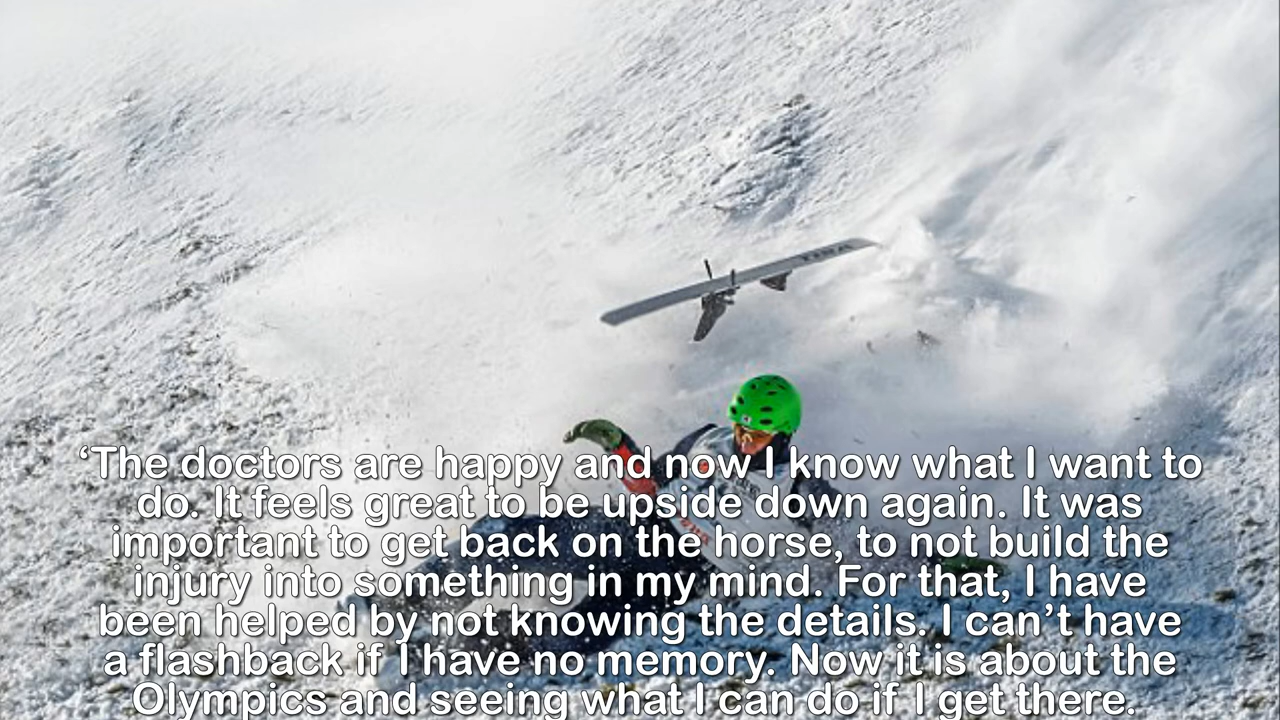 ‘The doctors are happy and now I know what I want to
do. It feels great to be upside down again. It was
important to get back on the horse, to not build the
injury into something in my mind. For that, I have
been helped by not knowing the details. I can’t have
a flashback if I have no memory. Now it is about the
Olympics and seeing what I can do if I get there.